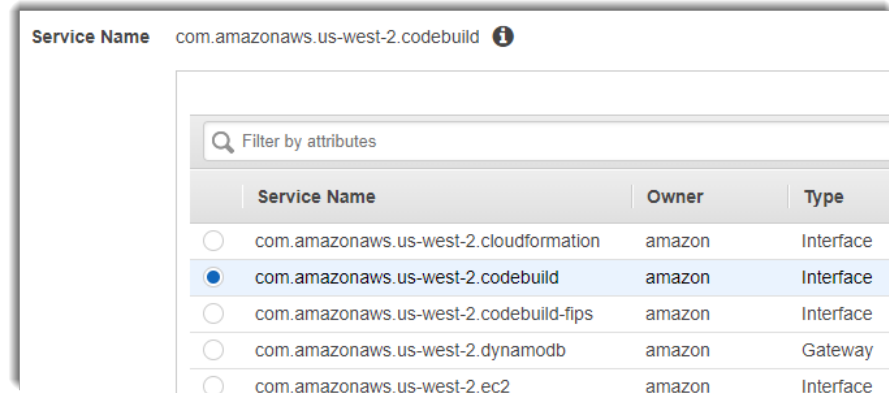 Service Name com.amazonaws.us-west-2.codebuild i
Filter by attributes
Service Name Owner Type
com.amazonaws.us-west-2.cloudformation amazon Interface
com.amazonaws.us-west-2.codebuild amazon Interface
com.amazonaws.us-west-2.codebuild-fips amazon Interface
com.amazonaws.us-west-2.dynamodb amazon Gateway
com.amazonaws.us-west-2.ec2 amazon Interface